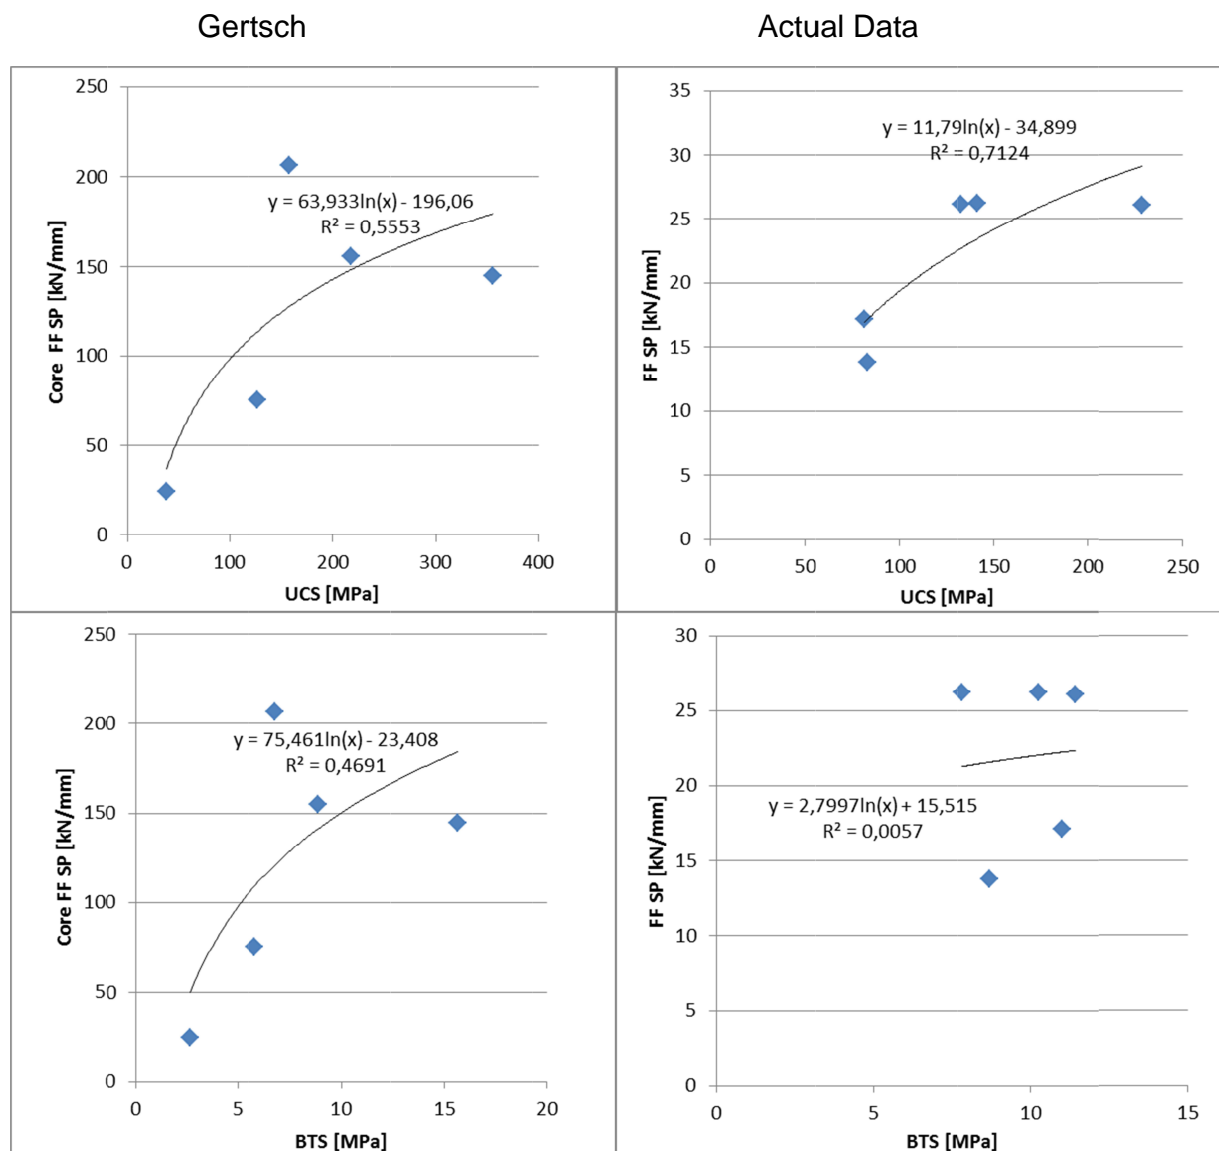 Gertsch
Actual Data
250
200
150
100
50
0
Core FF SP [kN/mm]
y = 63,933ln(x) - 196,06
R² = 0,5553
0 100 200 300 400
UCS [MPa]
35
30
25
20
15
10
5
0
FF SP [kN/mm]
y = 11,79ln(x) - 34,899
R² = 0,7124
0 50 100 150 200 250
UCS [MPa]
250
200
150
100
50
0
Core FF SP [kN/mm]
y = 75,461ln(x) - 23,408
R² = 0,4691
0 5 10 15 20
BTS [MPa]
30
25
20
15
10
5
0
FF SP [kN/mm]
y = 2,7997ln(x) + 15,515
R² = 0,0057
0 5 10 15
BTS [MPa]